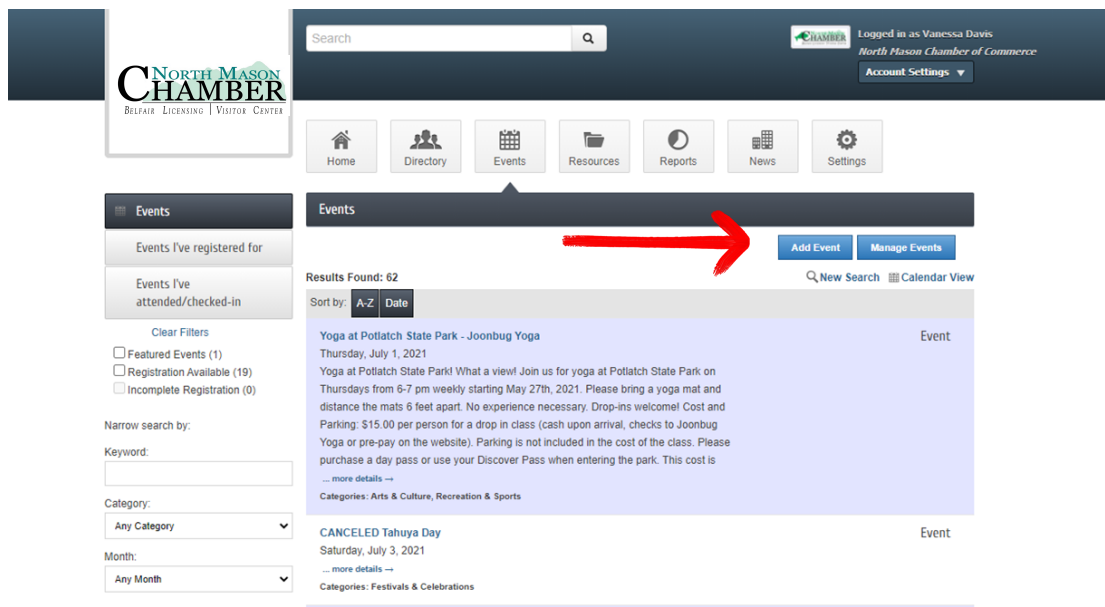 NORTH MASON
CHAMBER
BELFAIR LICENSING | VISITOR CENTER
Search
CHAMBER
Logged in as Vanessa Davis
North Mason Chamber of Commerce
Account Settings
Home
Directory
Events
Resources
Reports
News
Settings
Events
Events I've registered for
Events I've
attended/checked-in
Clear Filters
Featured Events (1)
Registration Available (19)
Incomplete Registration (0)
Narrow search by:
Keyword:
Category:
Any Category
Month:
Any Month
Events
Add Event
Manage Events
Results Found: 62
New Search
Calendar View
Sort by:
A-Z
Date
Yoga at Potlatch State Park - Joonbug Yoga
Event
Thursday, July 1, 2021
Yoga at Potlatch State Park! What a view! Join us for yoga at Potlatch State Park on
Thursdays from 6-7 pm weekly starting May 27th, 2021. Please bring a yoga mat and
distance the mats 6 feet apart. No experience necessary. Drop-ins welcome! Cost and
Parking: $15.00 per person for a drop in class (cash upon arrival, checks to Joonbug
Yoga or pre-pay on the website). Parking is not included in the cost of the class. Please
purchase a day pass or use your Discover Pass when entering the park. This cost is
... more details →
Categories: Arts & Culture, Recreation & Sports
CANCELED Tahuya Day
Event
Saturday, July 3, 2021
... more details →
Categories: Festivals & Celebrations